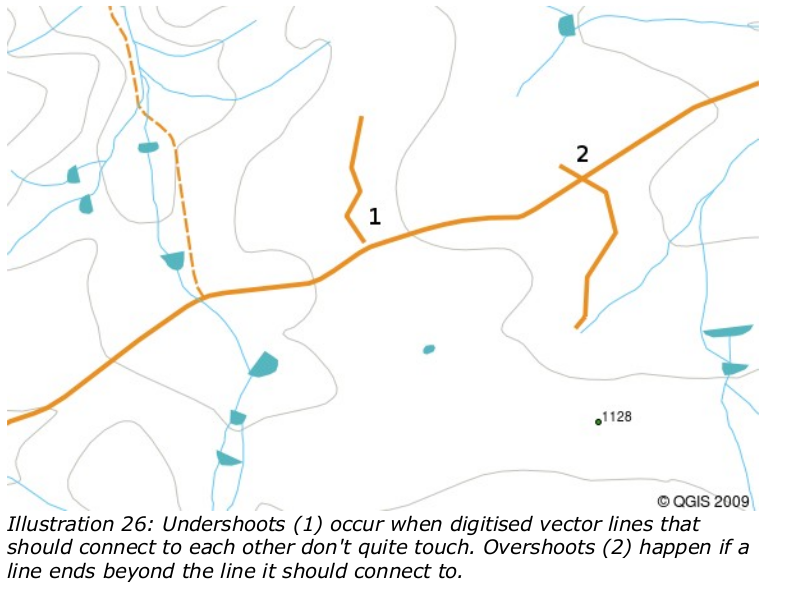 2
1
1128
© QGIS 2009
Illustration 26: Undershoots (1) occur when digitised vector lines that
should connect to each other don't quite touch. Overshoots (2) happen if a
line ends beyond the line it should connect to.